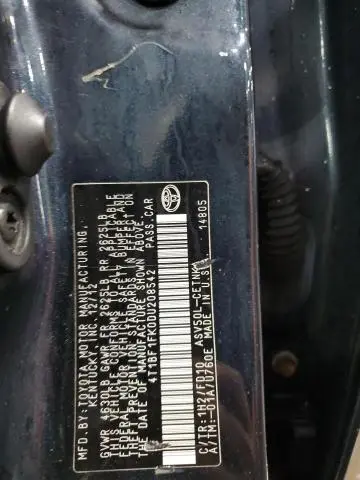 MFD. BY: TOYOTA MOTOR MANUFACTURING,
KENTUCKY, INC. 12/12
GVWR 4630LB GAWR FR 2625LB RR 2625LB
THIS VEHICLE CONFORMS TO ALL APPLICABLE
FEDERAL MOTOR VEHICLE SAFETY, BUMPER, AND
THEFT PREVENTION STANDARDS IN EFFECT ON
THE DATE OF MANUFACTURE SHOWN ABOVE.
4T1BF1FK0DU208542 PASS.CAR
C/TR: 1H2/FD10 ASV50L-CETNKA
A/TM: -01A/U760E MADE IN U.S.A.
14805